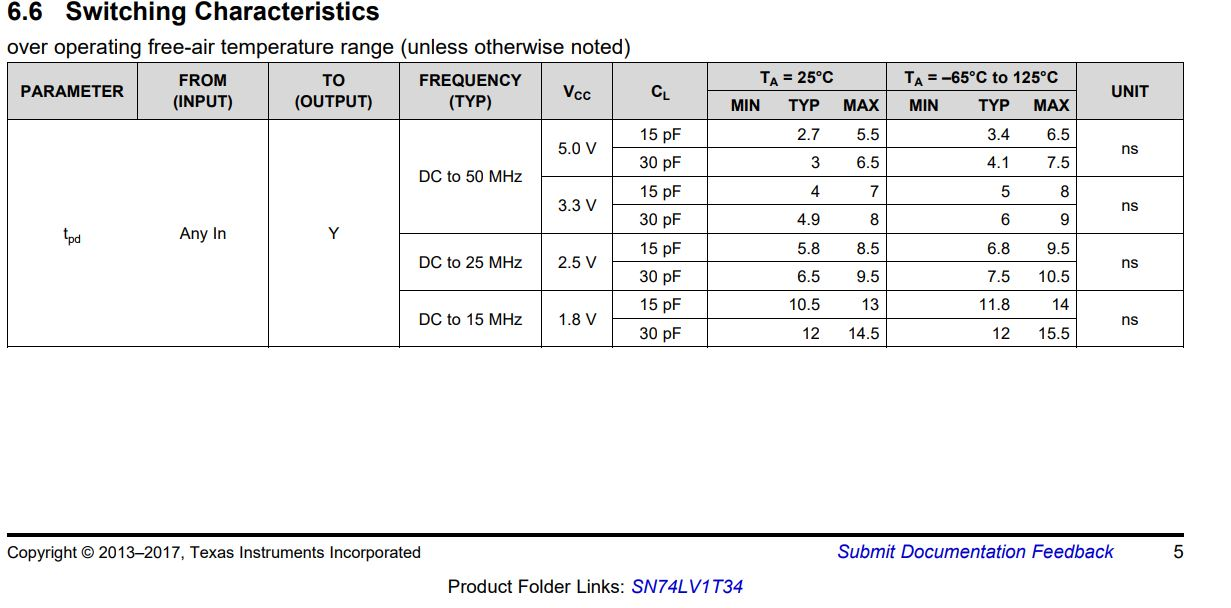 6.6 Switching Characteristics
over operating free-air temperature range (unless otherwise noted)
PARAMETER FROM (INPUT) TO (OUTPUT) FREQUENCY (TYP) VCC CL TA = 25°C TA = –65°C to 125°C UNIT
MIN TYP MAX MIN TYP MAX
tpd Any In Y DC to 50 MHz 5.0 V 15 pF 2.7 5.5 3.4 6.5 ns
30 pF 3 6.5 4.1 7.5
3.3 V 15 pF 4 7 5 8 ns
30 pF 4.9 8 6 9
DC to 25 MHz 2.5 V 15 pF 5.8 8.5 6.8 9.5 ns
30 pF 6.5 9.5 7.5 10.5
DC to 15 MHz 1.8 V 15 pF 10.5 13 11.8 14 ns
30 pF 12 14.5 12 15.5
Copyright © 2013–2017, Texas Instruments Incorporated Submit Documentation Feedback 5
Product Folder Links: SN74LV1T34